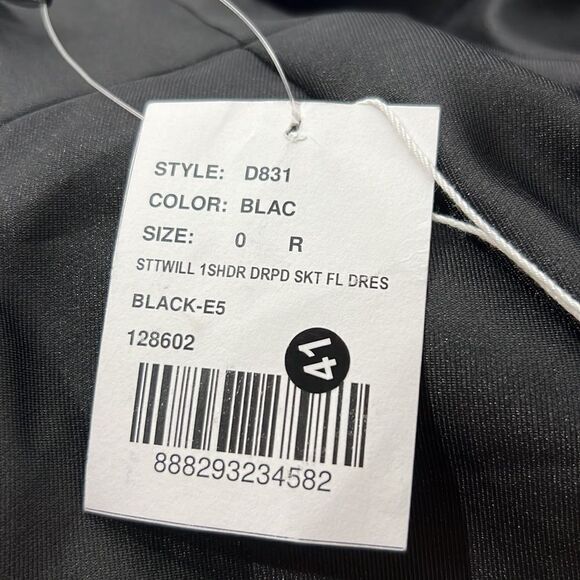 STYLE: D831
COLOR: BLAC
SIZE: 0 R
STTWILL 1SHDR DRPD SKT FL DRES
BLACK-E5
128602
41
888293234582